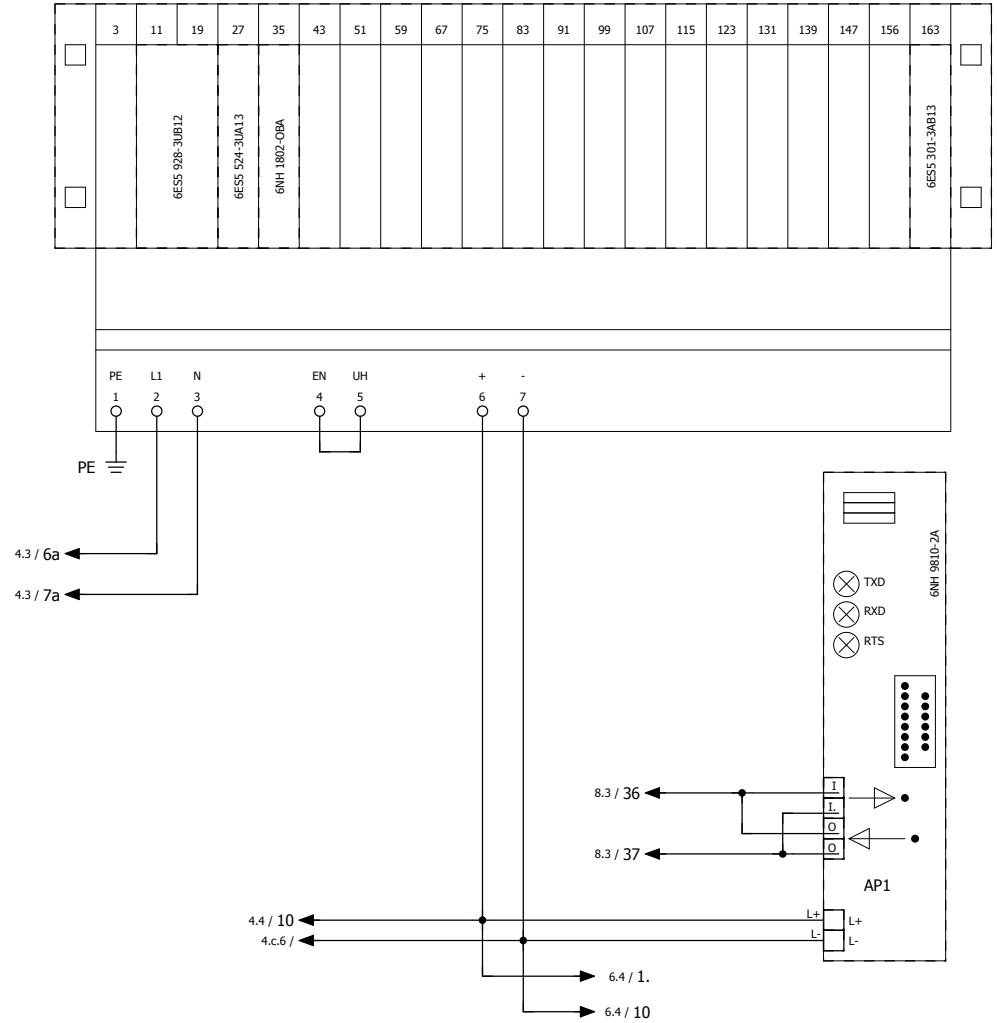 3 11 19 27 35 43 51 59 67 75 83 91 99 107 115 123 131 139 147 156 163
6ES5 928-3UB12
6ES5 524-3UA13
6NH 1802-OBA
6ES5 301-3AB13
PE L1 N EN UH + -
1 2 3 4 5 6 7
PE
4.3 / 6a
4.3 / 7a
6NH 9810-2A
TXD
RXD
RTS
8.3 / 36
I
I.
O
8.3 / 37
O
AP1
4.4 / 10
L+ L+
4.c.6 /
L- L-
6.4 / 1.
6.4 / 10